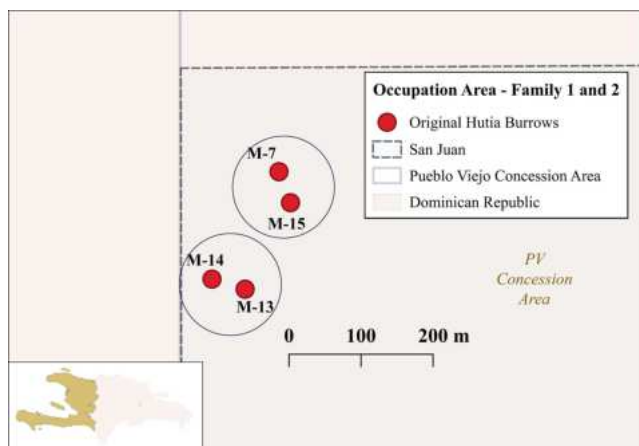 Occupation Area - Family 1 and 2
Original Hutia Burrows
San Juan
Pueblo Viejo Concession Area
Dominican Republic
M-7
M-15
M-14
M-13
PV
Concession
Area
0 100 200 m